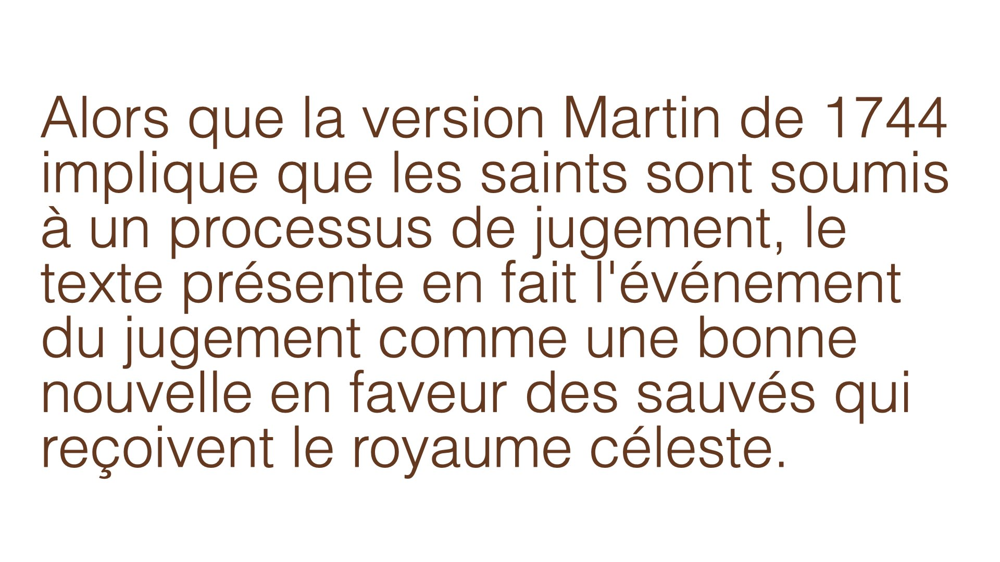 Alors que la version Martin de 1744
implique que les saints sont soumis
à un processus de jugement, le
texte présente en fait l'événement
du jugement comme une bonne
nouvelle en faveur des sauvés qui
reçoivent le royaume céleste.